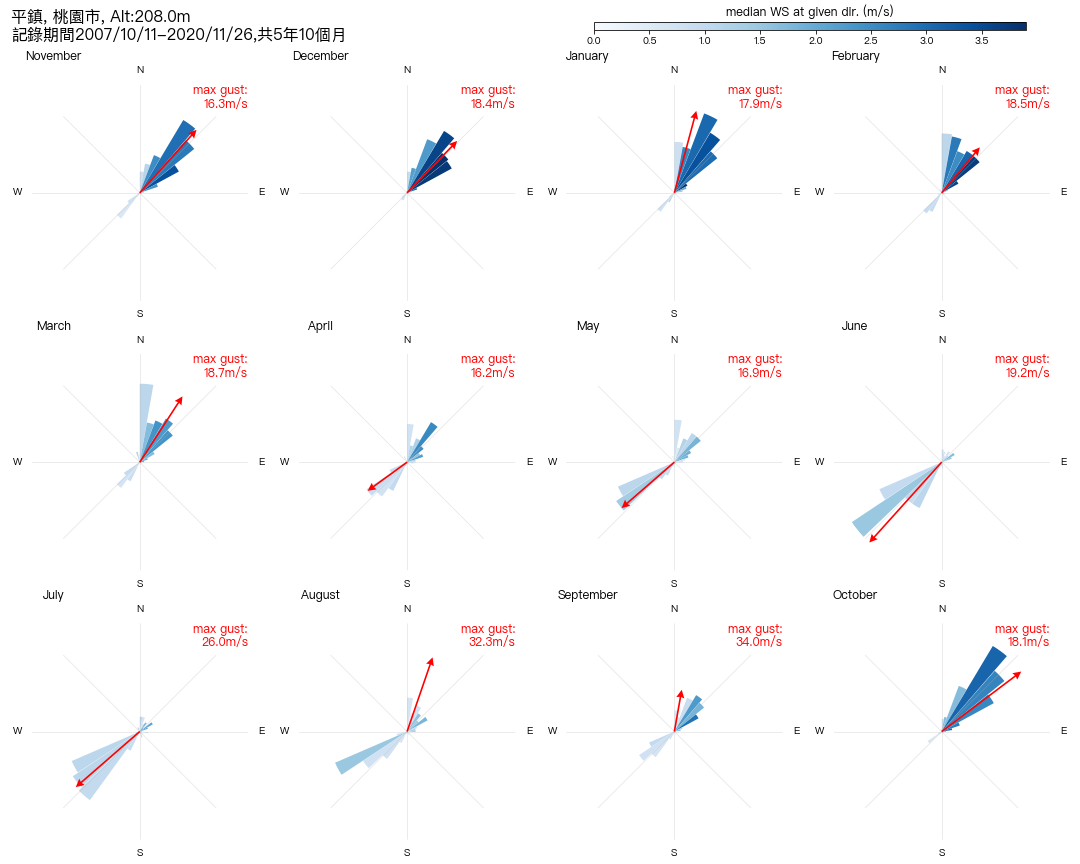 平鎮, 桃園市, Alt:208.0m
記錄期間2007/10/11−2020/11/26,共5年10個月
median WS at given dir. (m/s)
0.0 0.5 1.0 1.5 2.0 2.5 3.0 3.5
November
N
max gust:
16.3m/s
W E
S
December
N
max gust:
18.4m/s
W E
S
January
N
max gust:
17.9m/s
W E
S
February
N
max gust:
18.5m/s
W E
S
March
N
max gust:
18.7m/s
W E
S
April
N
max gust:
16.2m/s
W E
S
May
N
max gust:
16.9m/s
W E
S
June
N
max gust:
19.2m/s
W E
S
July
N
max gust:
26.0m/s
W E
S
August
N
max gust:
32.3m/s
W E
S
September
N
max gust:
34.0m/s
W E
S
October
N
max gust:
18.1m/s
W E
S